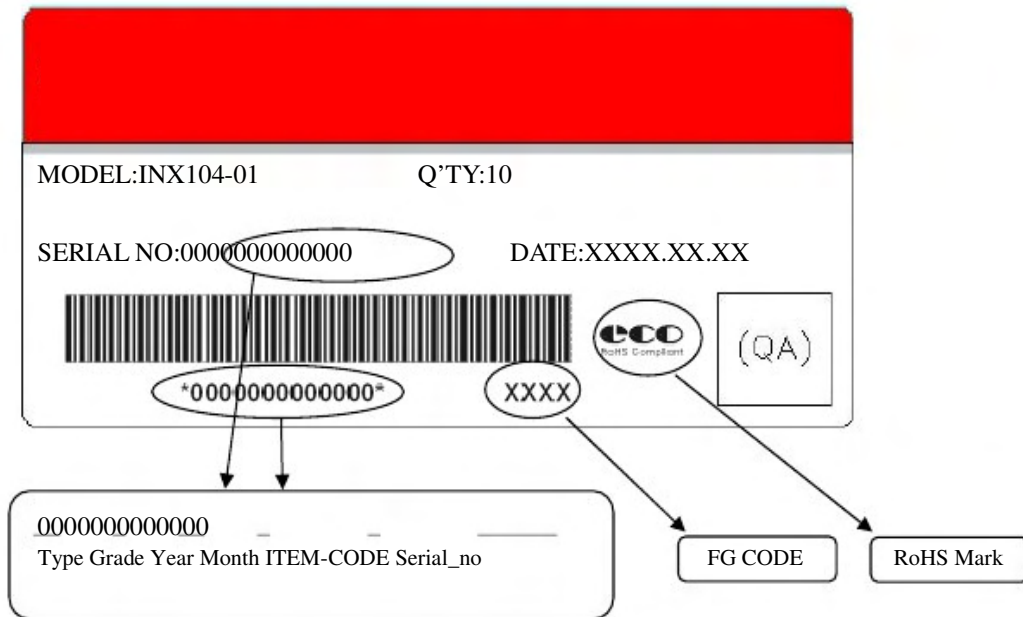 MODEL:INX104-01 Q’TY:10
SERIAL NO:0000000000000 DATE:XXXX.XX.XX
eco
RoHS Compliant
(QA)
*0000000000000* XXXX
0000000000000
Type Grade Year Month ITEM-CODE Serial_no
FG CODE
RoHS Mark